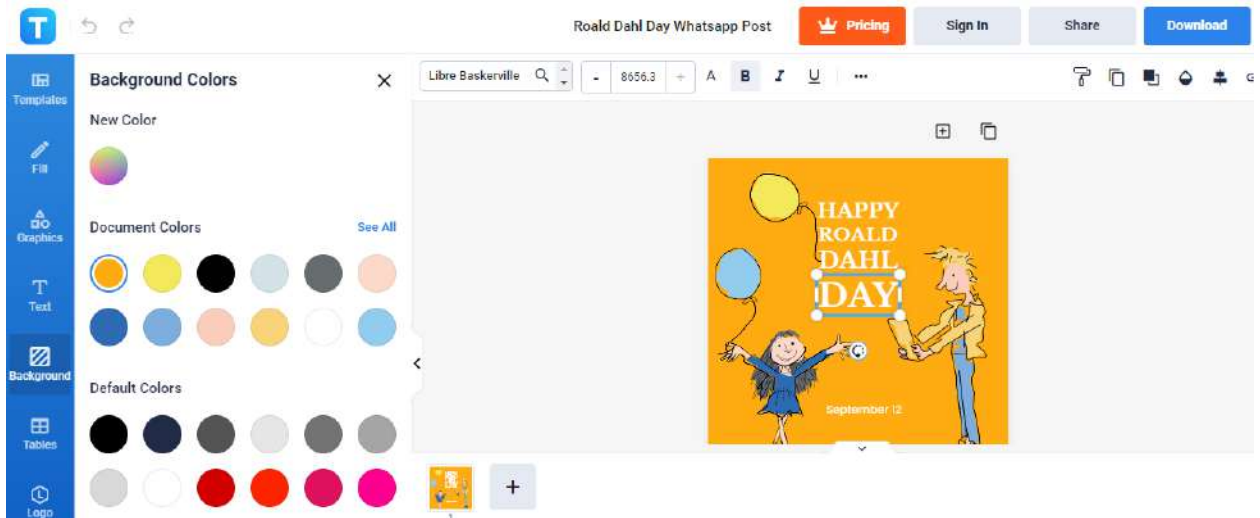 T
Roald Dahl Day Whatsapp Post
Pricing
Sign In
Share
Download
Templates
Fill
Graphics
Text
Background
Tables
Logo
Background Colors
New Color
Document Colors
See All
Default Colors
Libre Baskerville
- 8656.3 + A B I U
HAPPY
ROALD
DAHL
DAY
September 12
+
1